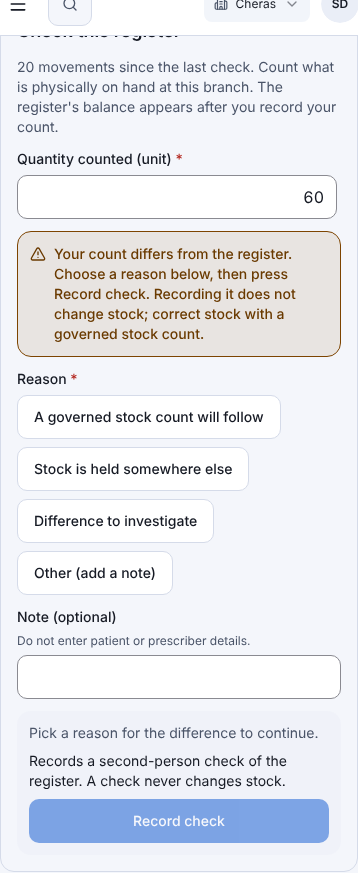 Cheras
SD
Check this register
20 movements since the last check. Count what
is physically on hand at this branch. The
register's balance appears after you record your
count.
Quantity counted (unit) *
60
Your count differs from the register.
Choose a reason below, then press
Record check. Recording it does not
change stock; correct stock with a
governed stock count.
Reason *
A governed stock count will follow
Stock is held somewhere else
Difference to investigate
Other (add a note)
Note (optional)
Do not enter patient or prescriber details.
Pick a reason for the difference to continue.
Records a second-person check of the
register. A check never changes stock.
Record check